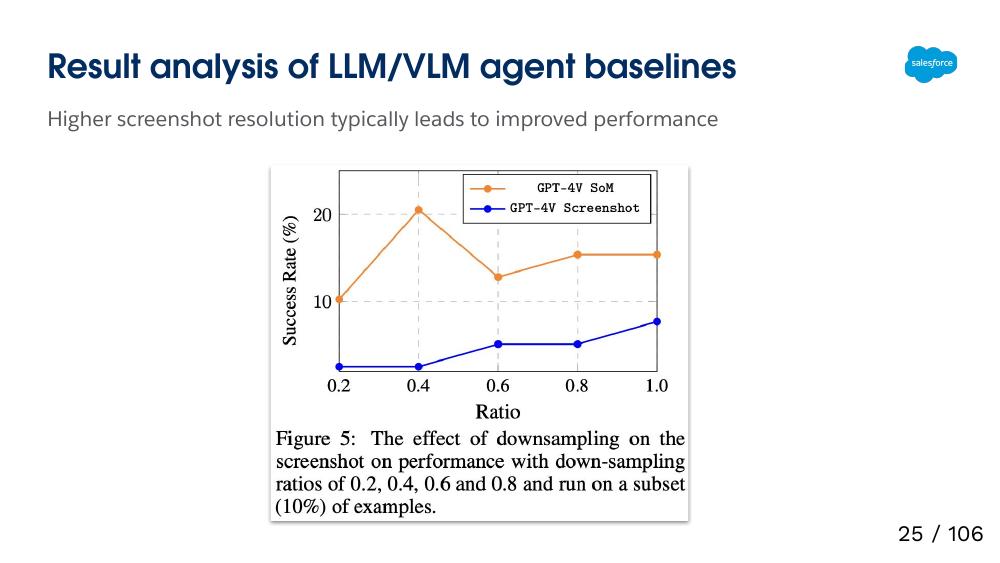 Result analysis of LLM/VLM agent baselines
salesforce
Higher screenshot resolution typically leads to improved performance
GPT-4V SoM
GPT-4V Screenshot
Success Rate (%)
20
10
0.2 0.4 0.6 0.8 1.0
Ratio
Figure 5: The effect of downsampling on the
screenshot on performance with down-sampling
ratios of 0.2, 0.4, 0.6 and 0.8 and run on a subset
(10%) of examples.
25 / 106